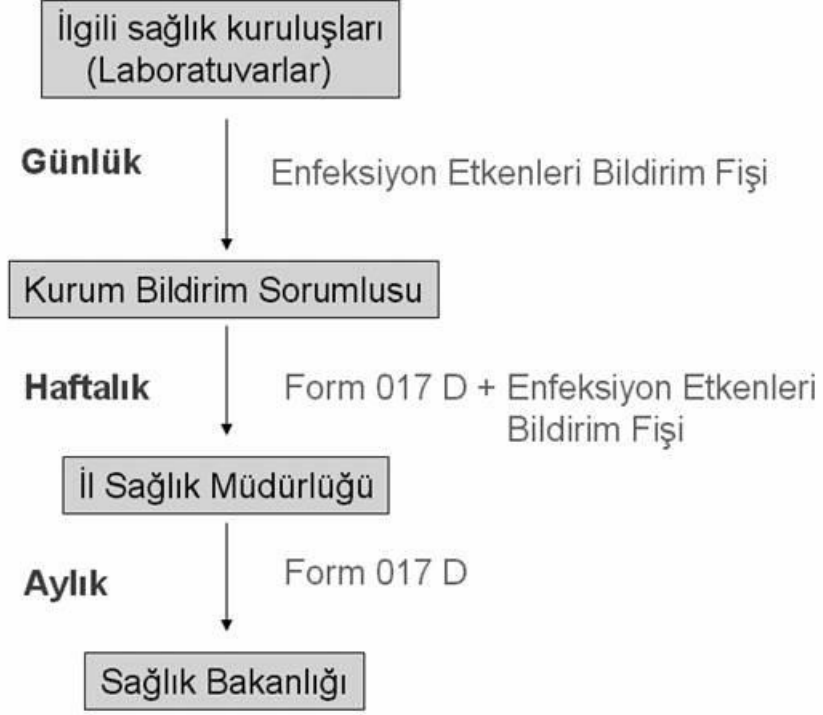 İlgili sağlık kuruluşları
(Laboratuvarlar)
Günlük
Enfeksiyon Etkenleri Bildirim Fişi
Kurum Bildirim Sorumlusu
Haftalık
Form 017 D + Enfeksiyon Etkenleri
Bildirim Fişi
İl Sağlık Müdürlüğü
Aylık
Form 017 D
Sağlık Bakanlığı